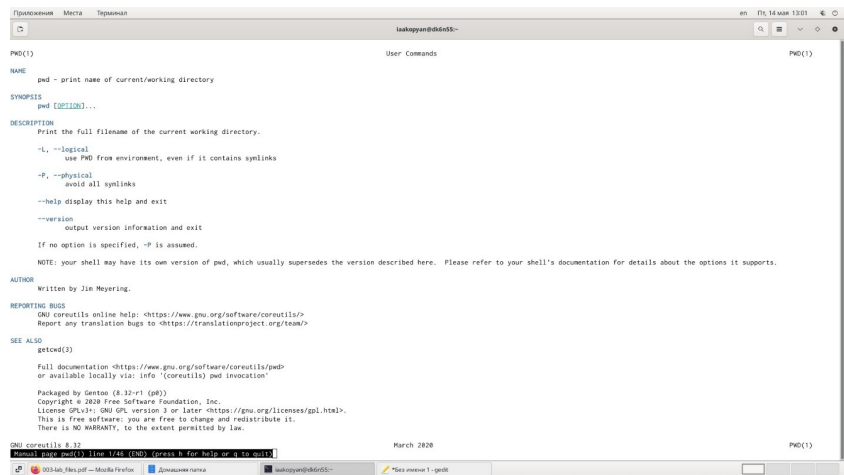 Приложения Места Терминал en Пт, 14 мая 13:01
iaakopyan@dk6n55:~
PWD(1) User Commands PWD(1)
NAME
pwd - print name of current/working directory
SYNOPSIS
pwd [OPTION]...
DESCRIPTION
Print the full filename of the current working directory.
-L, --logical
use PWD from environment, even if it contains symlinks
-P, --physical
avoid all symlinks
--help display this help and exit
--version
output version information and exit
If no option is specified, -P is assumed.
NOTE: your shell may have its own version of pwd, which usually supersedes the version described here. Please refer to your shell's documentation for details about the options it supports.
AUTHOR
Written by Jim Meyering.
REPORTING BUGS
GNU coreutils online help: <https://www.gnu.org/software/coreutils/>
Report any translation bugs to <https://translationproject.org/team/>
SEE ALSO
getcwd(3)
Full documentation <https://www.gnu.org/software/coreutils/pwd>
or available locally via: info '(coreutils) pwd invocation'
Packaged by Gentoo (8.32-r1 (p0))
Copyright © 2020 Free Software Foundation, Inc.
License GPLv3+: GNU GPL version 3 or later <https://gnu.org/licenses/gpl.html>.
This is free software: you are free to change and redistribute it.
There is NO WARRANTY, to the extent permitted by law.
GNU coreutils 8.32 March 2020 PWD(1)
Manual page pwd(1) line 1/46 (END) (press h for help or q to quit)
003-lab_files.pdf — Mozilla Firefox Домашняя папка iaakopyan@dk6n55:~ *Без имени 1 - gedit